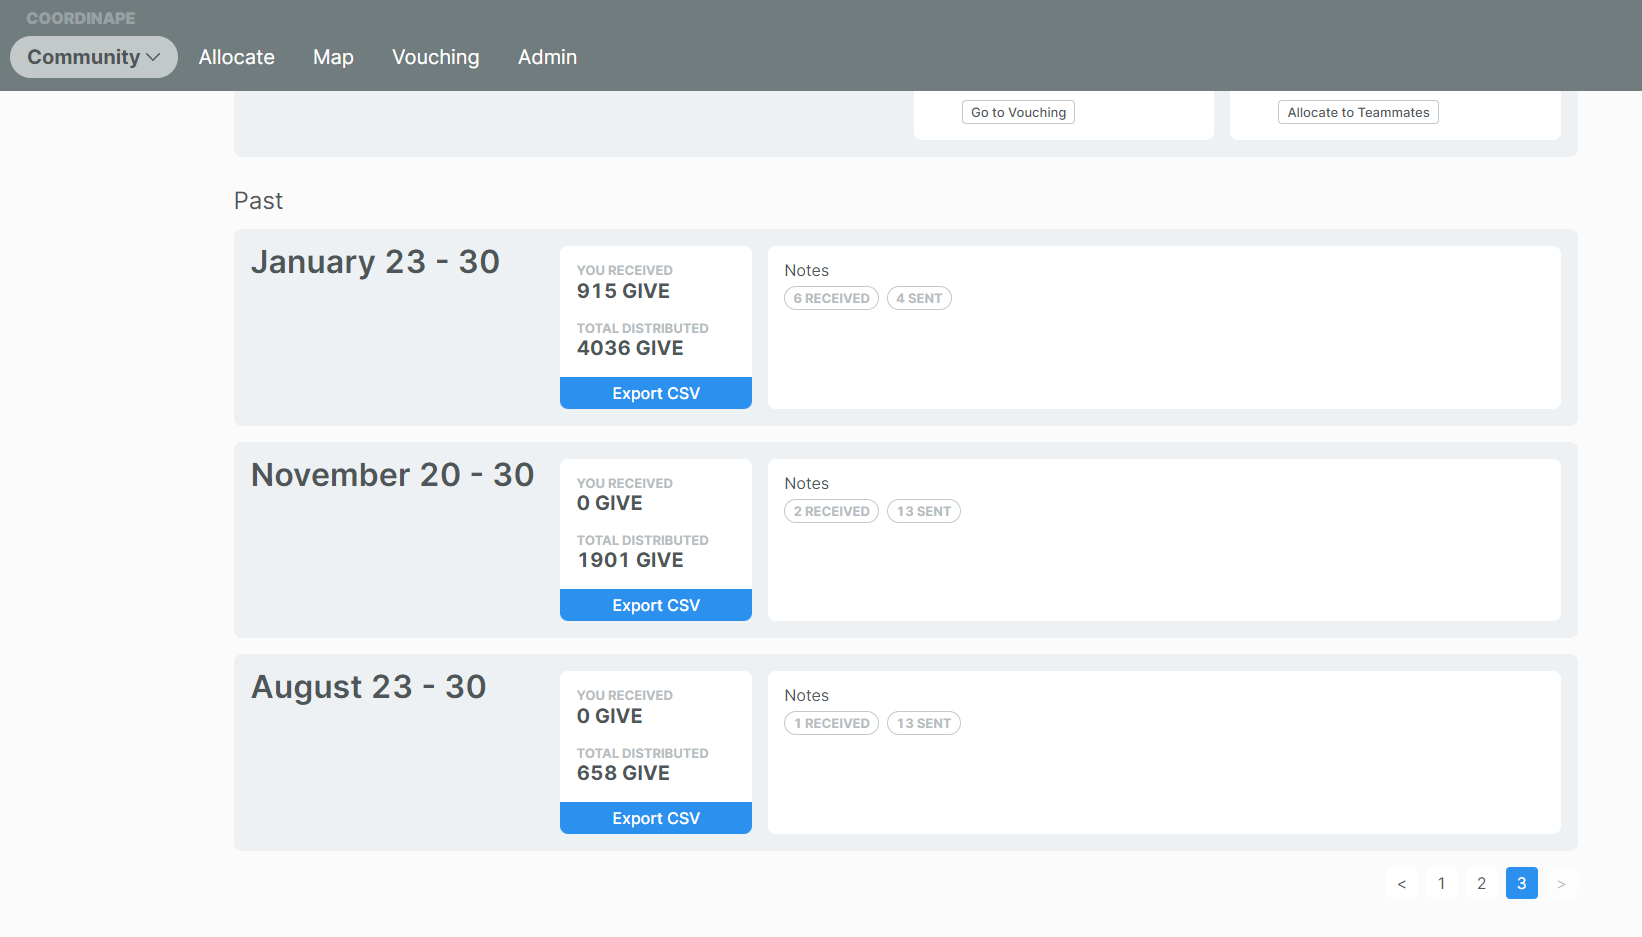 COORDINAPE
Community Allocate Map Vouching Admin
Go to Vouching
Allocate to Teammates
Past
January 23 - 30
YOU RECEIVED
915 GIVE
TOTAL DISTRIBUTED
4036 GIVE
Export CSV
Notes
6 RECEIVED 4 SENT
November 20 - 30
YOU RECEIVED
0 GIVE
TOTAL DISTRIBUTED
1901 GIVE
Export CSV
Notes
2 RECEIVED 13 SENT
August 23 - 30
YOU RECEIVED
0 GIVE
TOTAL DISTRIBUTED
658 GIVE
Export CSV
Notes
1 RECEIVED 13 SENT
< 1 2 3 >